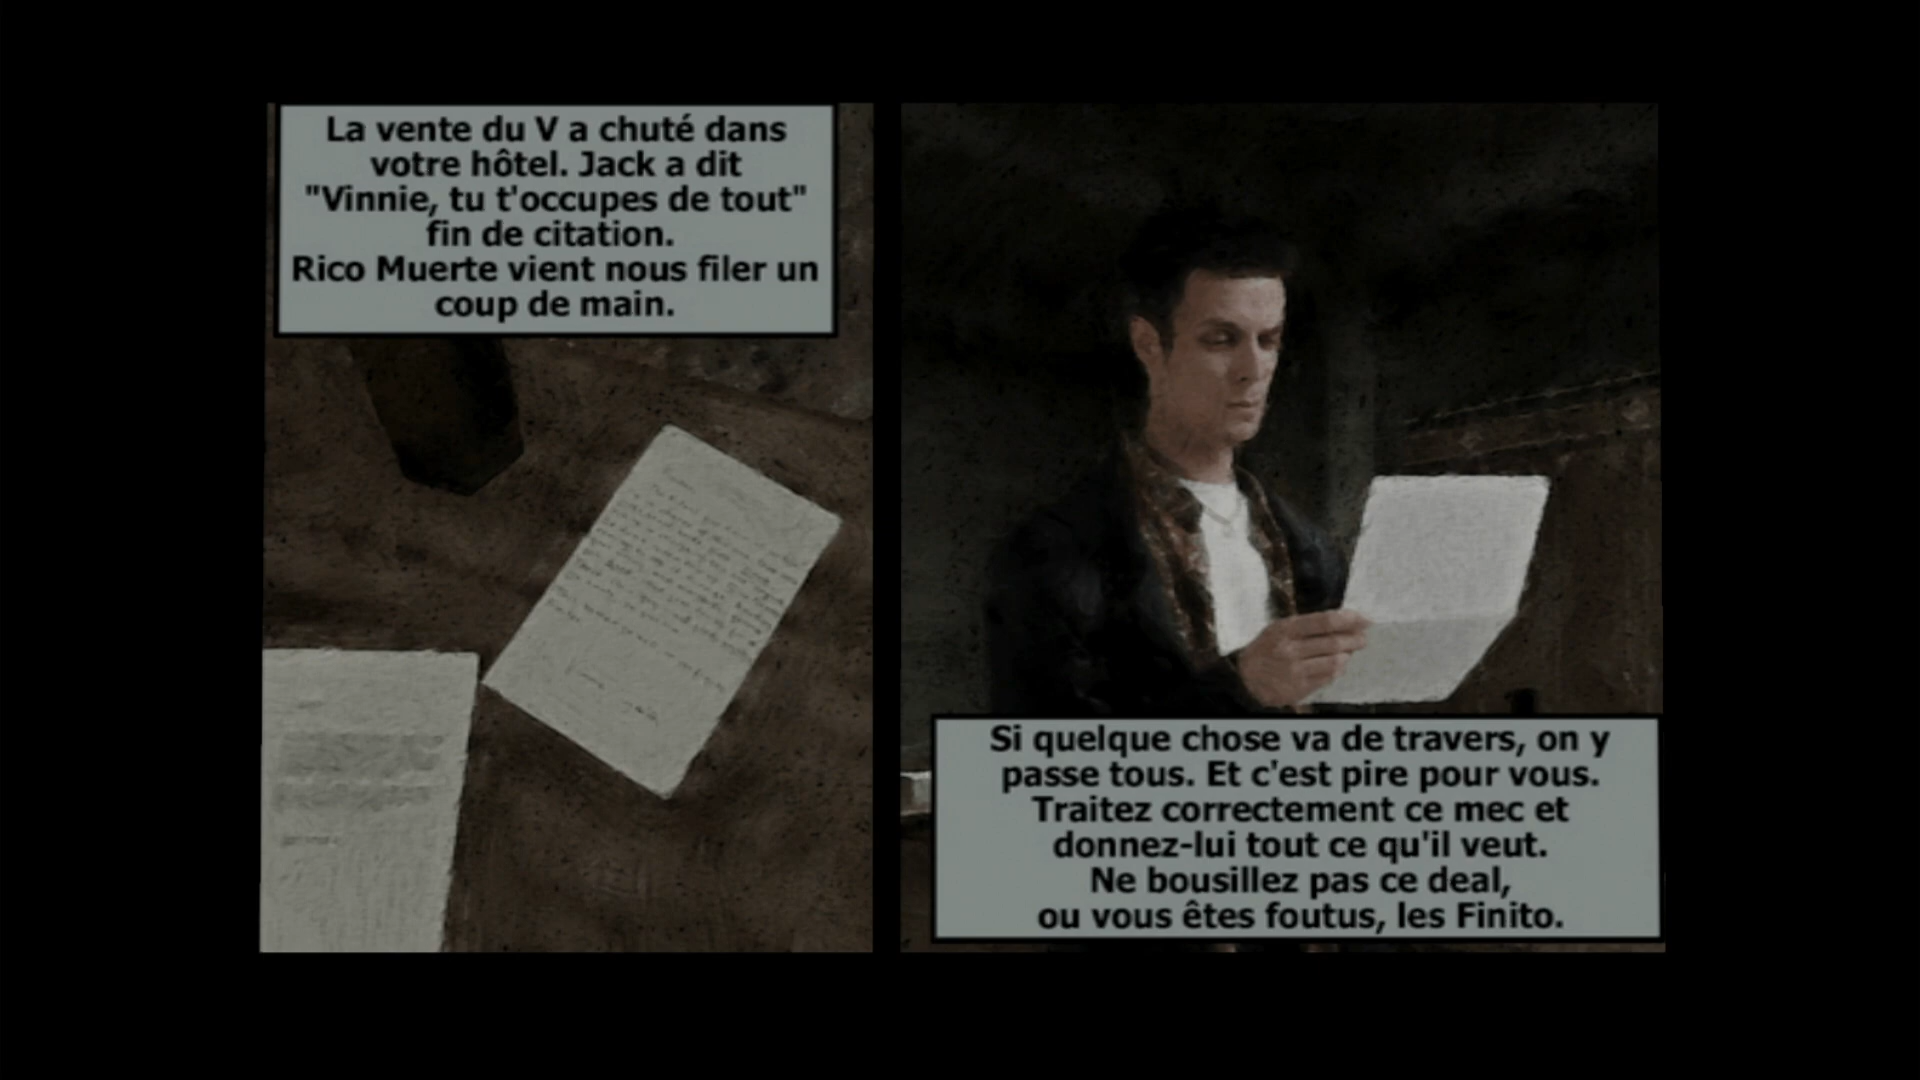 La vente du V a chuté dans
votre hôtel. Jack a dit
"Vinnie, tu t'occupes de tout"
fin de citation.
Rico Muerte vient nous filer un
coup de main.
Si quelque chose va de travers, on y
passe tous. Et c'est pire pour vous.
Traitez correctement ce mec et
donnez-lui tout ce qu'il veut.
Ne bousillez pas ce deal,
ou vous êtes foutus, les Finito.